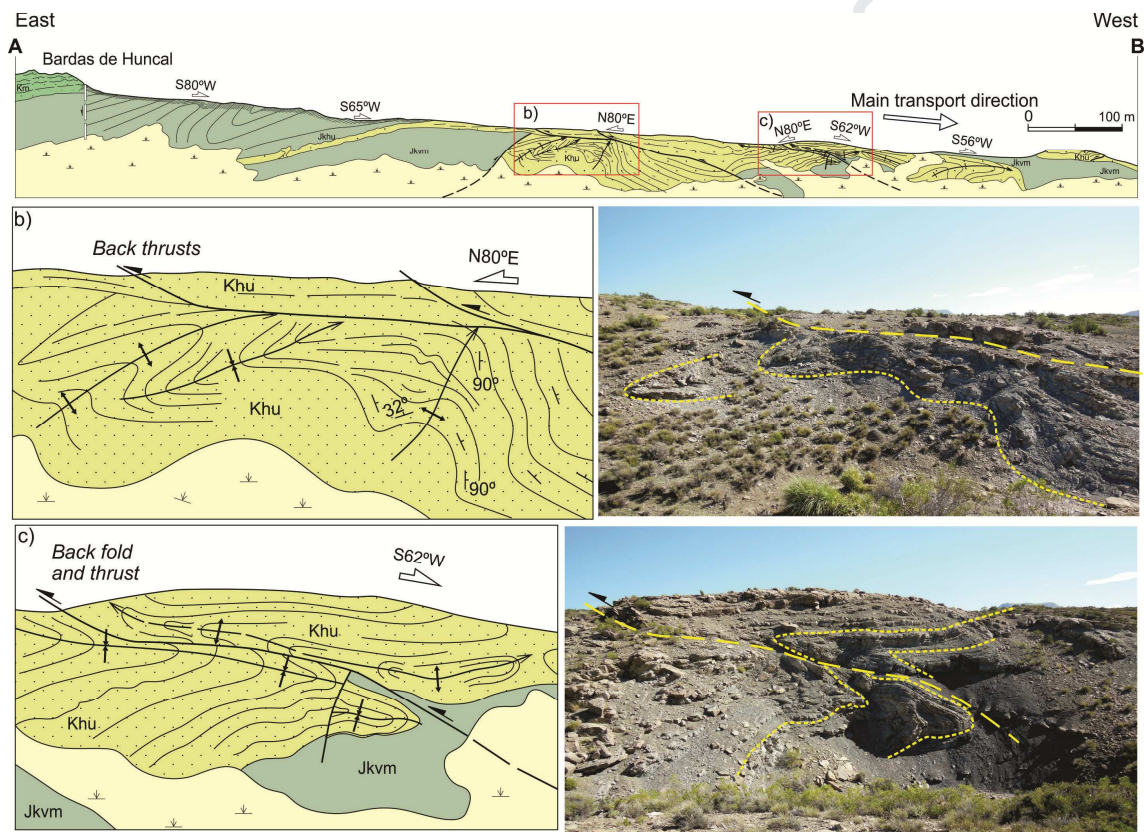 East
West
A
B
Bardas de Huncal
Km
S80ºW
S65ºW
b)
N80ºE
c)
N80ºE
S62ºW
Main transport direction
0
100 m
S56ºW
Jkhu
Jkvm
Khu
Jkvm
Khu
Jkvm
b)
Back thrusts
N80ºE
Khu
90º
Khu
32º
90º
c)
Back fold
and thrust
S62ºW
Khu
Khu
Jkvm
Jkvm